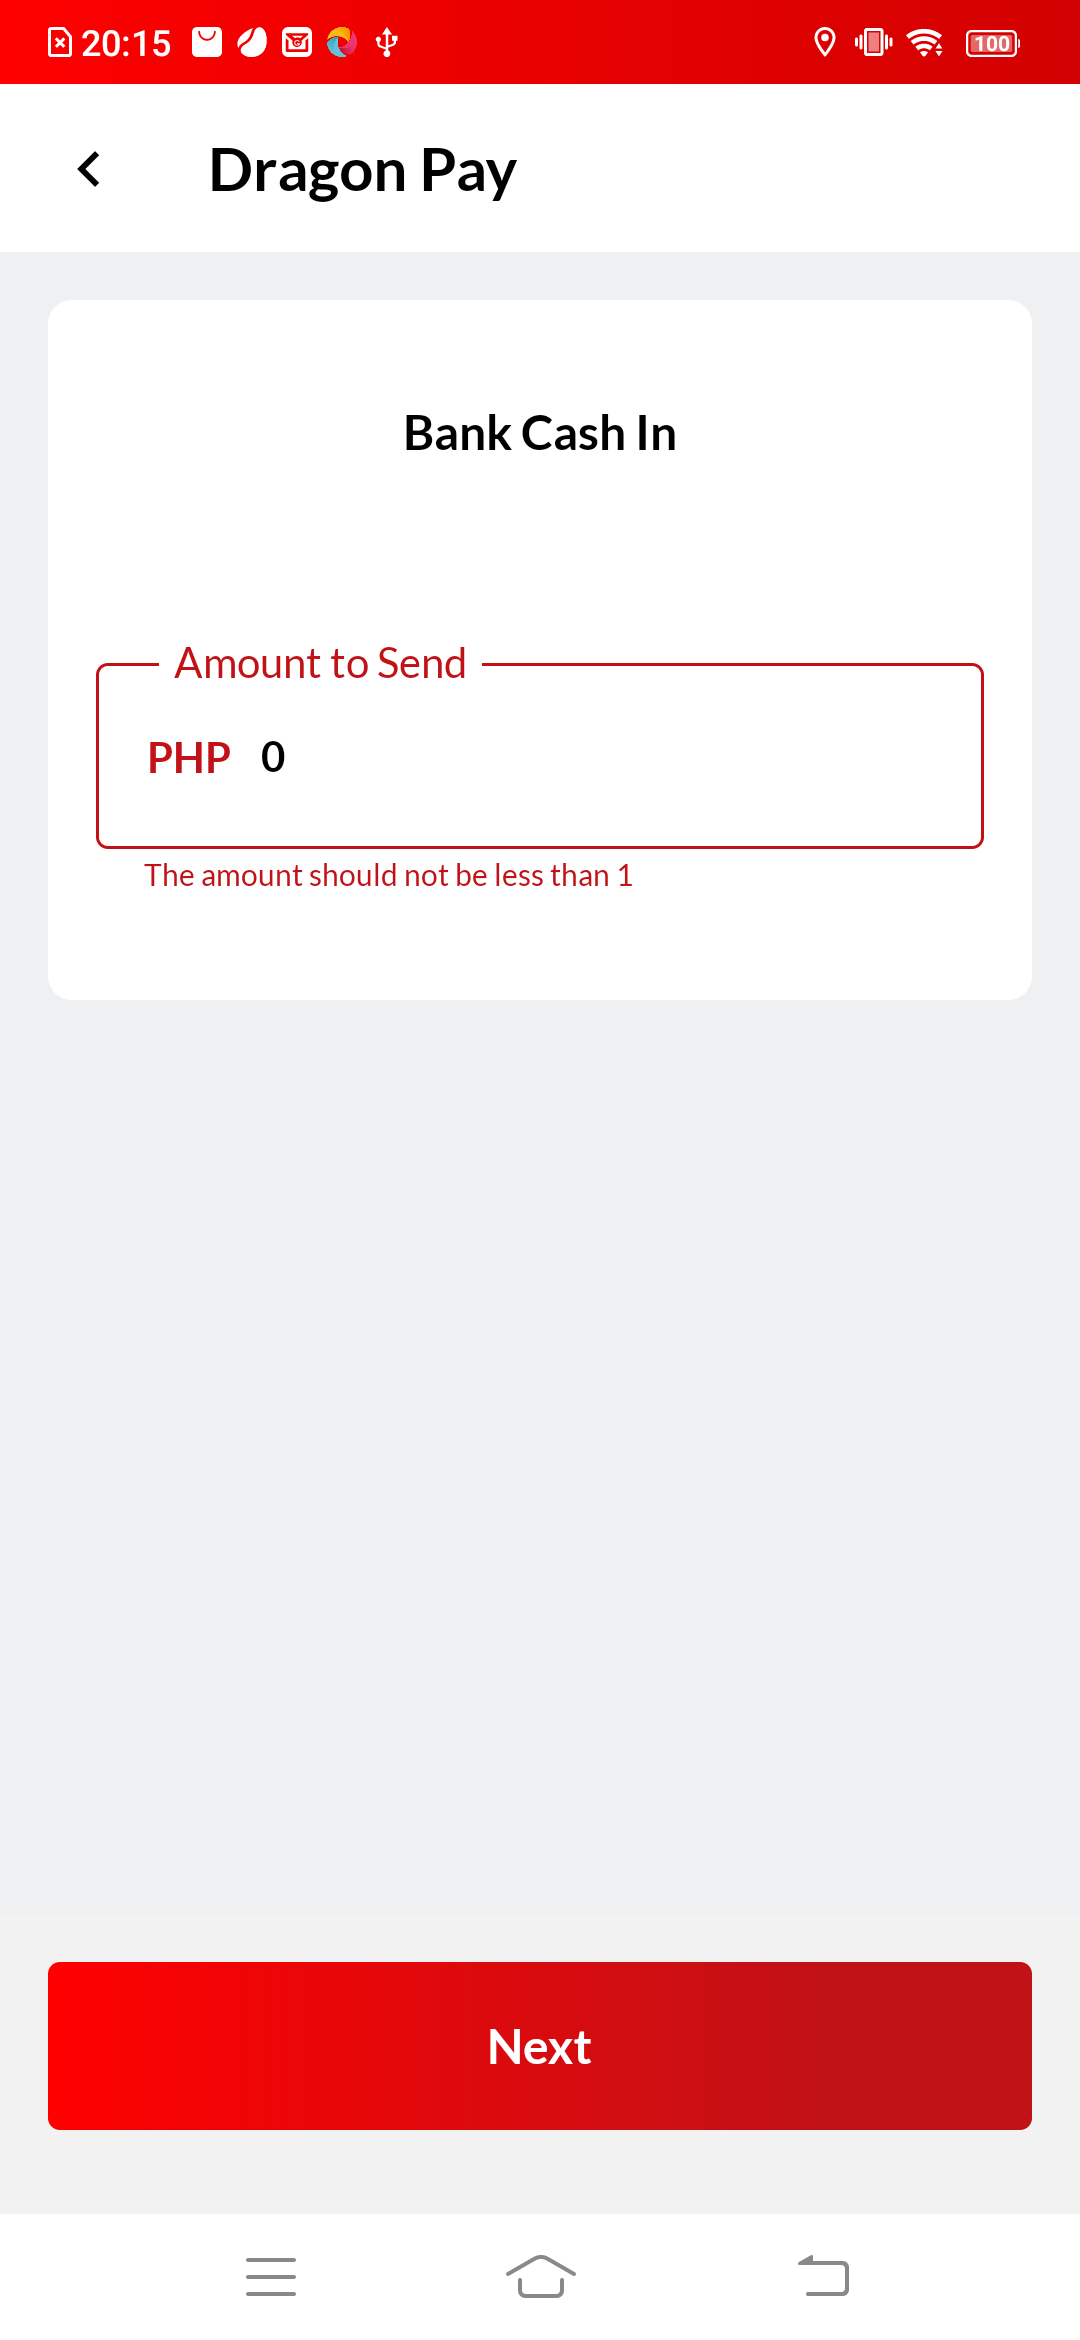 20:15
100
Dragon Pay
Bank Cash In
Amount to Send
PHP 0
The amount should not be less than 1
Next